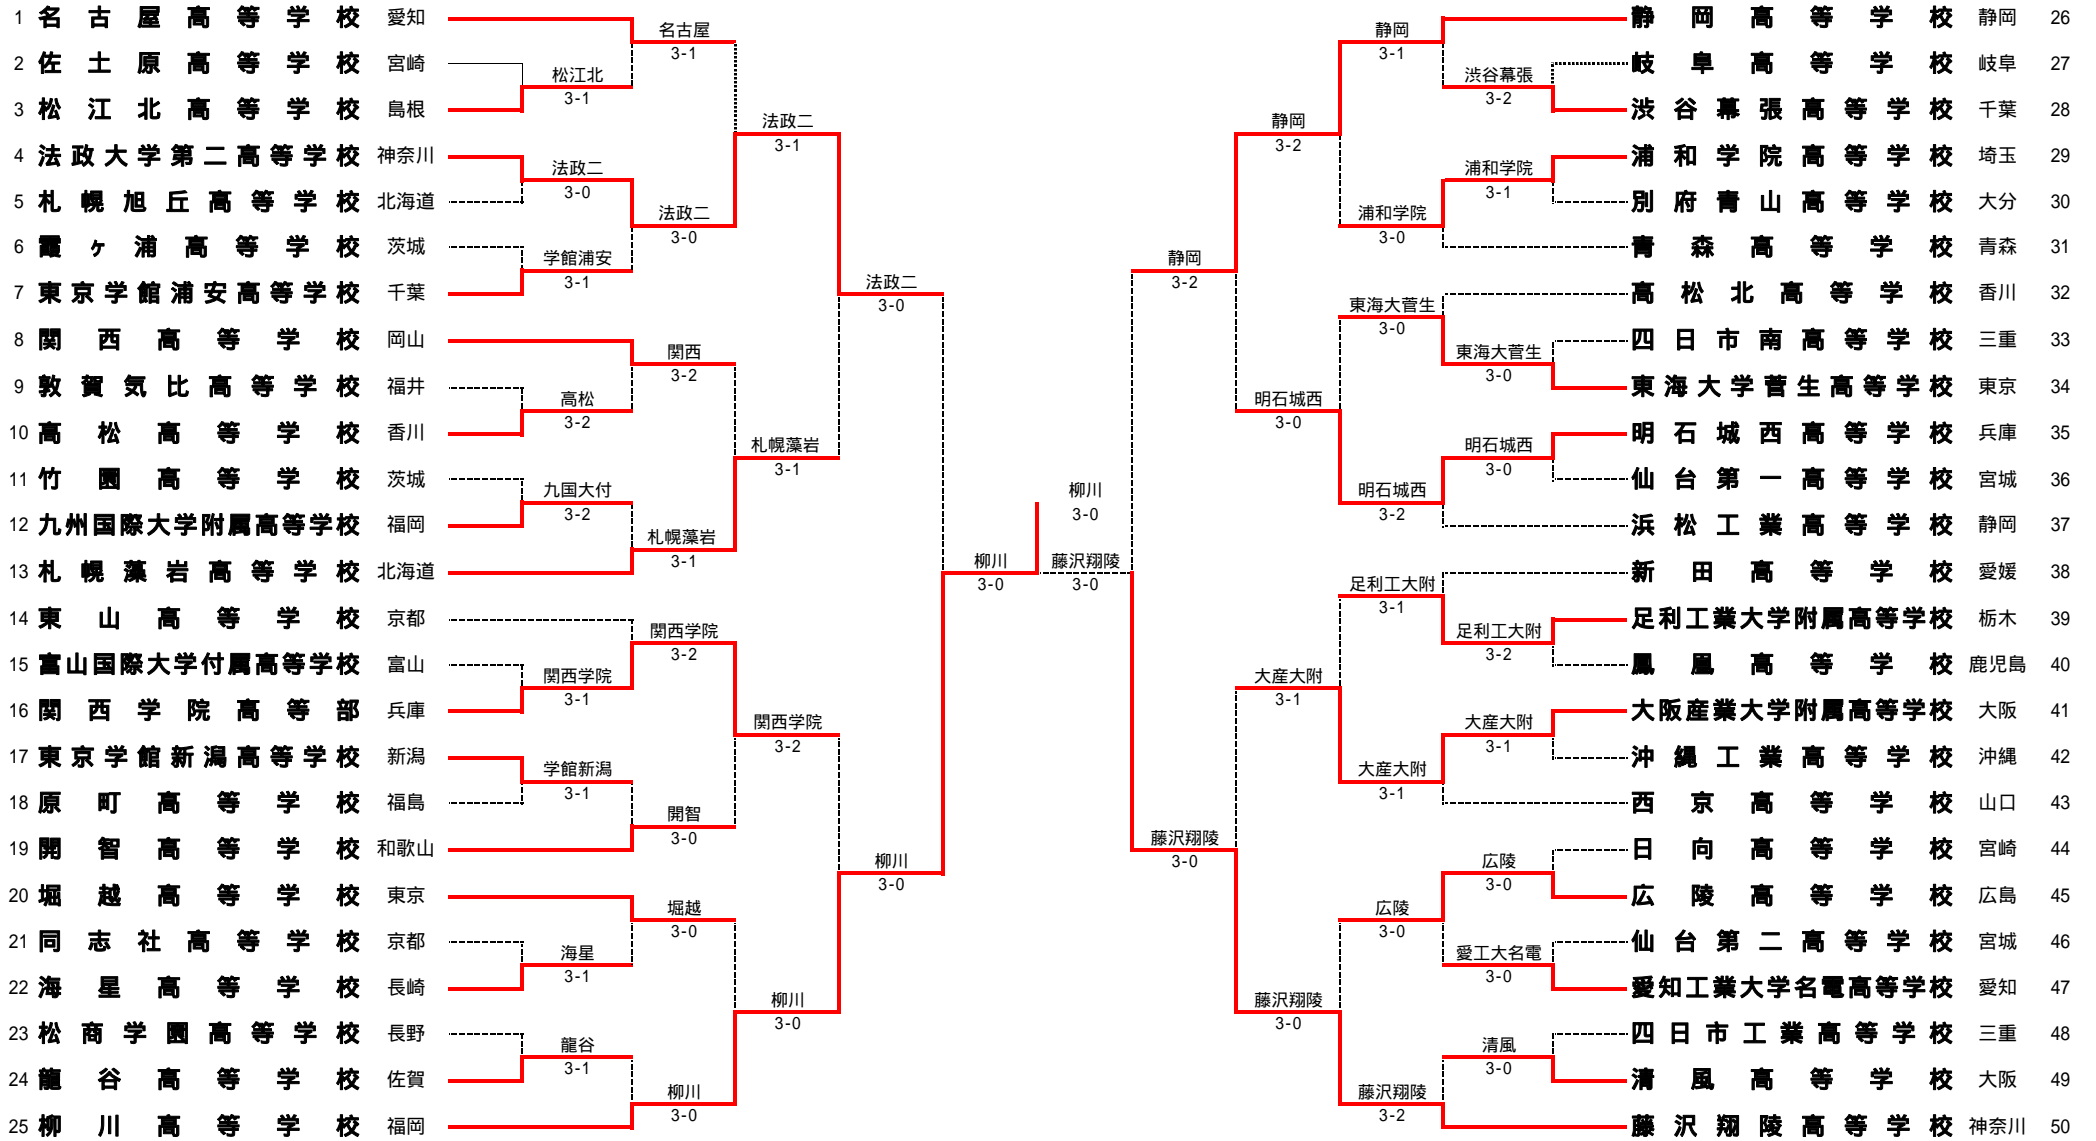 1 名古屋高等学校 愛知
2 佐土原高等学校 宮崎
3 松江北高等学校 島根
4 法政大学第二高等学校 神奈川
5 札幌旭丘高等学校 北海道
6 霞ヶ浦高等学校 茨城
7 東京学館浦安高等学校 千葉
8 関西高等学校 岡山
9 敦賀気比高等学校 福井
10 高松高等学校 香川
11 竹園高等学校 茨城
12 九州国際大学附属高等学校 福岡
13 札幌藻岩高等学校 北海道
14 東山高等学校 京都
15 富山国際大学付属高等学校 富山
16 関西学院高等部 兵庫
17 東京学館新潟高等学校 新潟
18 原町高等学校 福島
19 開智高等学校 和歌山
20 堀越高等学校 東京
21 同志社高等学校 京都
22 海星高等学校 長崎
23 松商学園高等学校 長野
24 龍谷高等学校 佐賀
25 柳川高等学校 福岡
松江北
3-1
法政二
3-0
学館浦安
3-1
高松
3-2
九国大付
3-2
関西学院
3-1
学館新潟
3-1
海星
3-1
龍谷
3-1
名古屋
3-1
法政二
3-0
関西
3-2
札幌藻岩
3-1
関西学院
3-2
開智
3-0
堀越
3-0
柳川
3-0
法政二
3-1
札幌藻岩
3-1
関西学院
3-2
柳川
3-0
法政二
3-0
柳川
3-0
柳川
3-0
柳川
3-0
藤沢翔陵
3-0
静岡
3-2
藤沢翔陵
3-0
静岡
3-2
明石城西
3-0
大産大附
3-1
藤沢翔陵
3-0
静岡
3-1
浦和学院
3-0
東海大菅生
3-0
明石城西
3-2
足利工大附
3-1
大産大附
3-1
広陵
3-0
藤沢翔陵
3-2
渋谷幕張
3-2
浦和学院
3-1
東海大菅生
3-0
明石城西
3-0
足利工大附
3-2
大産大附
3-1
広陵
3-0
愛工大名電
3-0
清風
3-0
静岡高等学校 静岡 26
岐阜高等学校 岐阜 27
渋谷幕張高等学校 千葉 28
浦和学院高等学校 埼玉 29
別府青山高等学校 大分 30
青森高等学校 青森 31
高松北高等学校 香川 32
四日市南高等学校 三重 33
東海大学菅生高等学校 東京 34
明石城西高等学校 兵庫 35
仙台第一高等学校 宮城 36
浜松工業高等学校 静岡 37
新田高等学校 愛媛 38
足利工業大学附属高等学校 栃木 39
鳳凰高等学校 鹿児島 40
大阪産業大学附属高等学校 大阪 41
沖縄工業高等学校 沖縄 42
西京高等学校 山口 43
日向高等学校 宮崎 44
広陵高等学校 広島 45
仙台第二高等学校 宮城 46
愛知工業大学名電高等学校 愛知 47
四日市工業高等学校 三重 48
清風高等学校 大阪 49
藤沢翔陵高等学校 神奈川 50